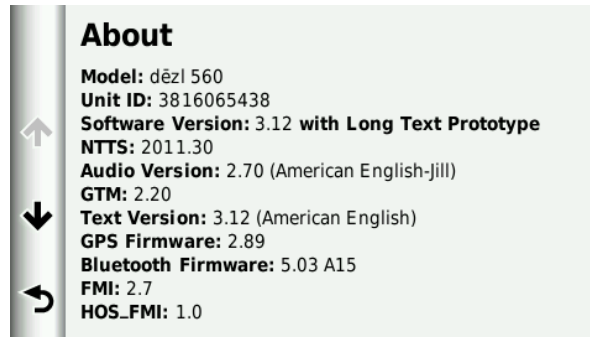 About
Model: dēzl 560
Unit ID: 3816065438
Software Version: 3.12 with Long Text Prototype
NTTS: 2011.30
Audio Version: 2.70 (American English-Jill)
GTM: 2.20
Text Version: 3.12 (American English)
GPS Firmware: 2.89
Bluetooth Firmware: 5.03 A15
FMI: 2.7
HOS_FMI: 1.0